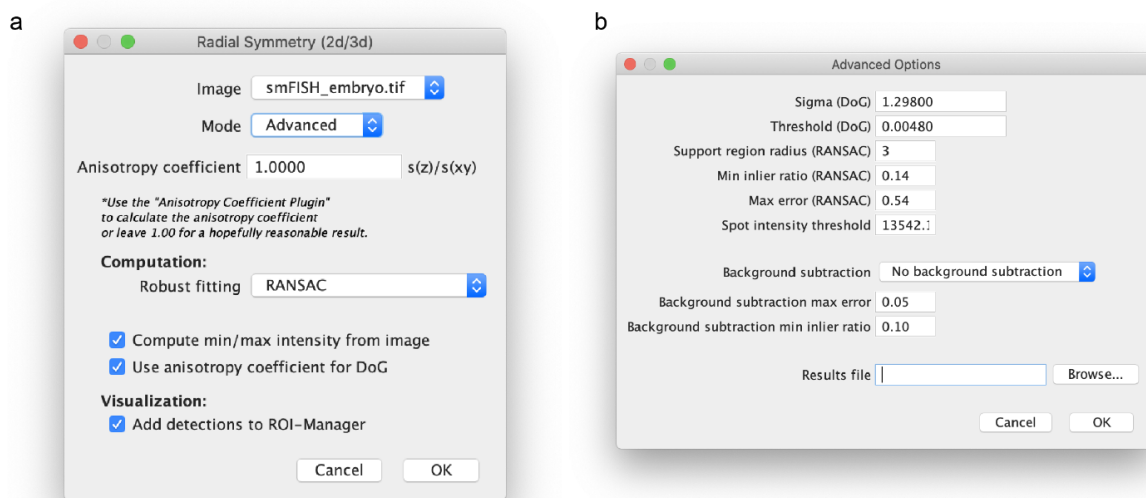 a
Radial Symmetry (2d/3d)
Image smFISH_embryo.tif
Mode Advanced
Anisotropy coefficient 1.0000 s(z)/s(xy)
*Use the "Anisotropy Coefficient Plugin"
to calculate the anisotropy coefficient
or leave 1.00 for a hopefully reasonable result.
Computation:
Robust fitting RANSAC
Compute min/max intensity from image
Use anisotropy coefficient for DoG
Visualization:
Add detections to ROI-Manager
Cancel OK
b
Advanced Options
Sigma (DoG) 1.29800
Threshold (DoG) 0.00480
Support region radius (RANSAC) 3
Min inlier ratio (RANSAC) 0.14
Max error (RANSAC) 0.54
Spot intensity threshold 13542.
Background subtraction No background subtraction
Background subtraction max error 0.05
Background subtraction min inlier ratio 0.10
Results file Browse...
Cancel OK